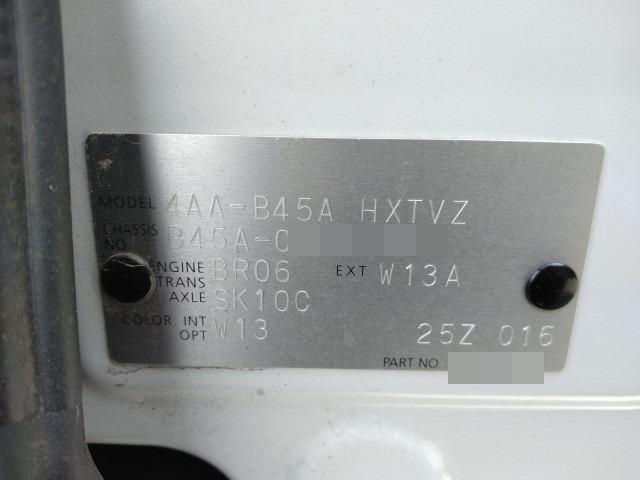 MODEL 4AA-B45A HXTVZ
CHASSIS NO. B45A-0
ENGINE BR06 EXT W13A
TRANS AXLE SK10C
COLOR. INT W13
OPT 25Z 016
PART NO.